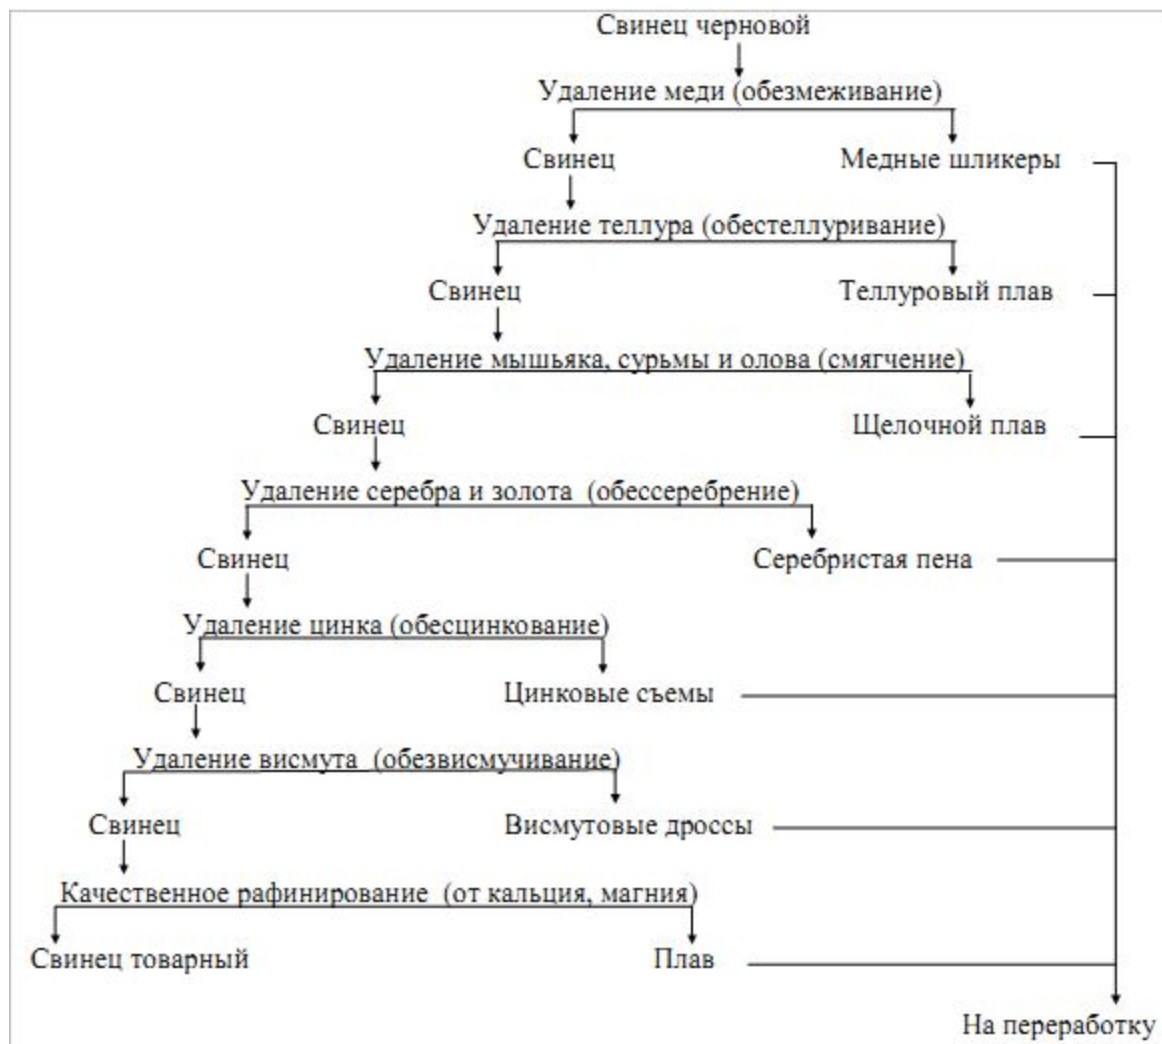 Свинец черновой
Удаление меди (обезмеживание)
Свинец Медные шликеры
Удаление теллура (обестеллуривание)
Свинец Теллуровый плав
Удаление мышьяка, сурьмы и олова (смягчение)
Свинец Щелочной плав
Удаление серебра и золота (обессеребрение)
Свинец Серебристая пена
Удаление цинка (обесцинкование)
Свинец Цинковые съемы
Удаление висмута (обезвисмучивание)
Свинец Висмутовые дроссы
Качественное рафинирование (от кальция, магния)
Свинец товарный Плав
На переработку